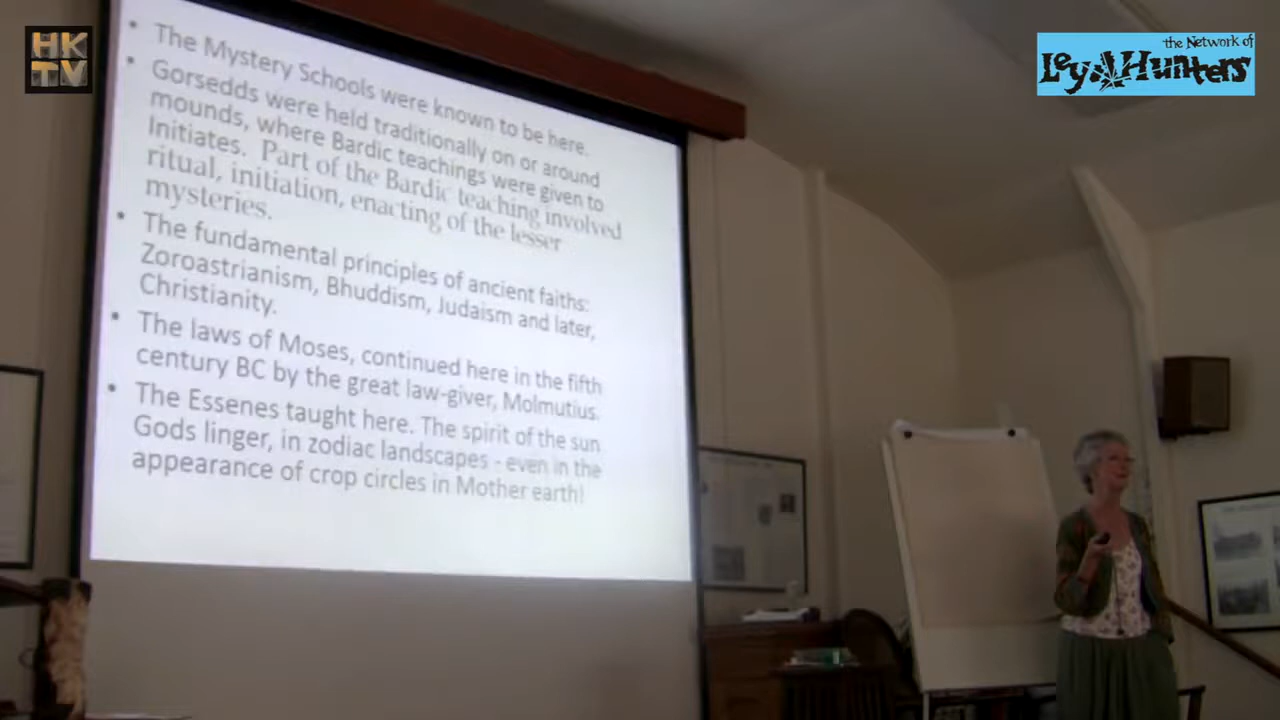 HK
TV
the Network of
Ley Hunters
• The Mystery Schools were known to be here.
• Gorsedds were held traditionally on or around
mounds, where Bardic teachings were given to
Initiates. Part of the Bardic teaching involved
ritual, initiation, enacting of the lesser
mysteries.
• The fundamental principles of ancient faiths:
Zoroastrianism, Bhuddism, Judaism and later,
Christianity.
• The laws of Moses, continued here in the fifth
century BC by the great law-giver, Molmutius.
• The Essenes taught here. The spirit of the sun
Gods linger, in zodiac landscapes - even in the
appearance of crop circles in Mother earth!